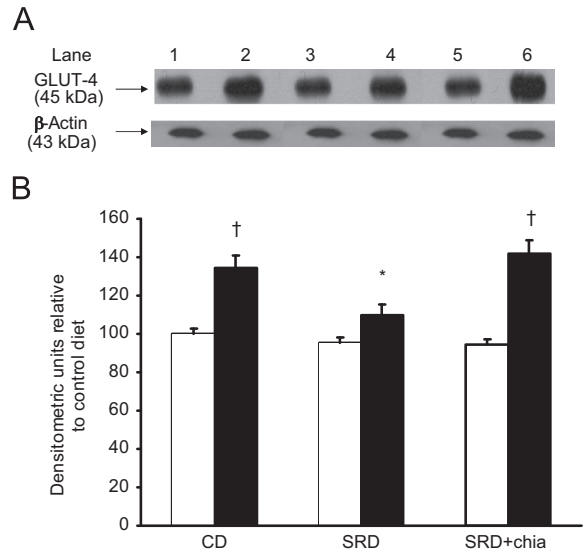 A
Lane 1 2 3 4 5 6
GLUT-4
(45 kDa)
β-Actin
(43 kDa)
B
Densitometric units relative
to control diet
160
140
120
100
80
60
40
20
0
†
*
†
CD SRD SRD+chia